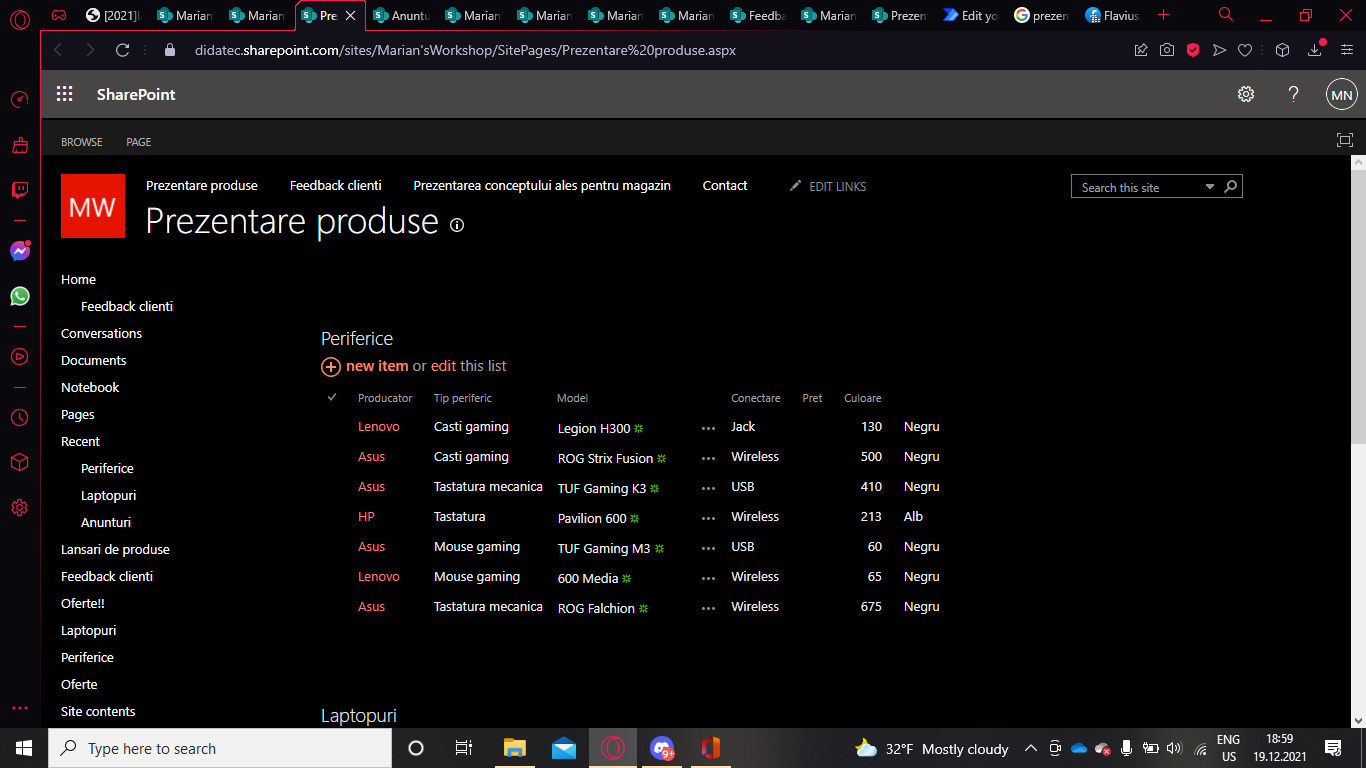 [2021]L
Marian'
Marian
Pre
Anuntu
Marian
Marian
Marian
Marian
Feedba
Marian
Prezen
Edit yo
prezen
Flavius
didatec.sharepoint.com/sites/Marian'sWorkshop/SitePages/Prezentare%20produse.aspx
SharePoint
? MN
BROWSE PAGE
MW
Prezentare produse Feedback clienti Prezentarea conceptului ales pentru magazin Contact EDIT LINKS
Search this site
Prezentare produse
Home
Feedback clienti
Conversations
Documents
Notebook
Pages
Recent
Periferice
Laptopuri
Anunturi
Lansari de produse
Feedback clienti
Oferte!!
Laptopuri
Periferice
Oferte
Site contents
Periferice
new item or edit this list
Producator Tip periferic Model Conectare Pret Culoare
Lenovo Casti gaming Legion H300 ... Jack 130 Negru
Asus Casti gaming ROG Strix Fusion ... Wireless 500 Negru
Asus Tastatura mecanica TUF Gaming K3 ... USB 410 Negru
HP Tastatura Pavilion 600 ... Wireless 213 Alb
Asus Mouse gaming TUF Gaming M3 ... USB 60 Negru
Lenovo Mouse gaming 600 Media ... Wireless 65 Negru
Asus Tastatura mecanica ROG Falchion ... Wireless 675 Negru
Laptopuri
Type here to search
9+
32°F Mostly cloudy
ENG
US
18:59
19.12.2021